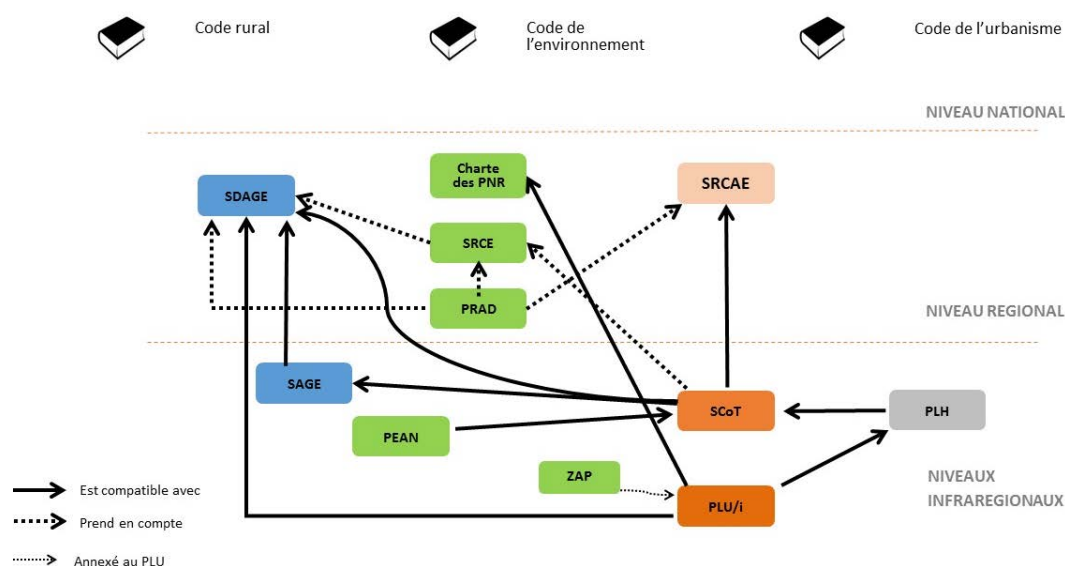 Code rural
Code de
l'environnement
Code de l'urbanisme
NIVEAU NATIONAL
Charte
des PNR
SDAGE
SRCAE
SRCE
PRAD
NIVEAU REGIONAL
SAGE
SCoT
PLH
PEAN
ZAP
PLU/i
NIVEAUX
INFRAREGIONAUX
Est compatible avec
Prend en compte
Annexé au PLU